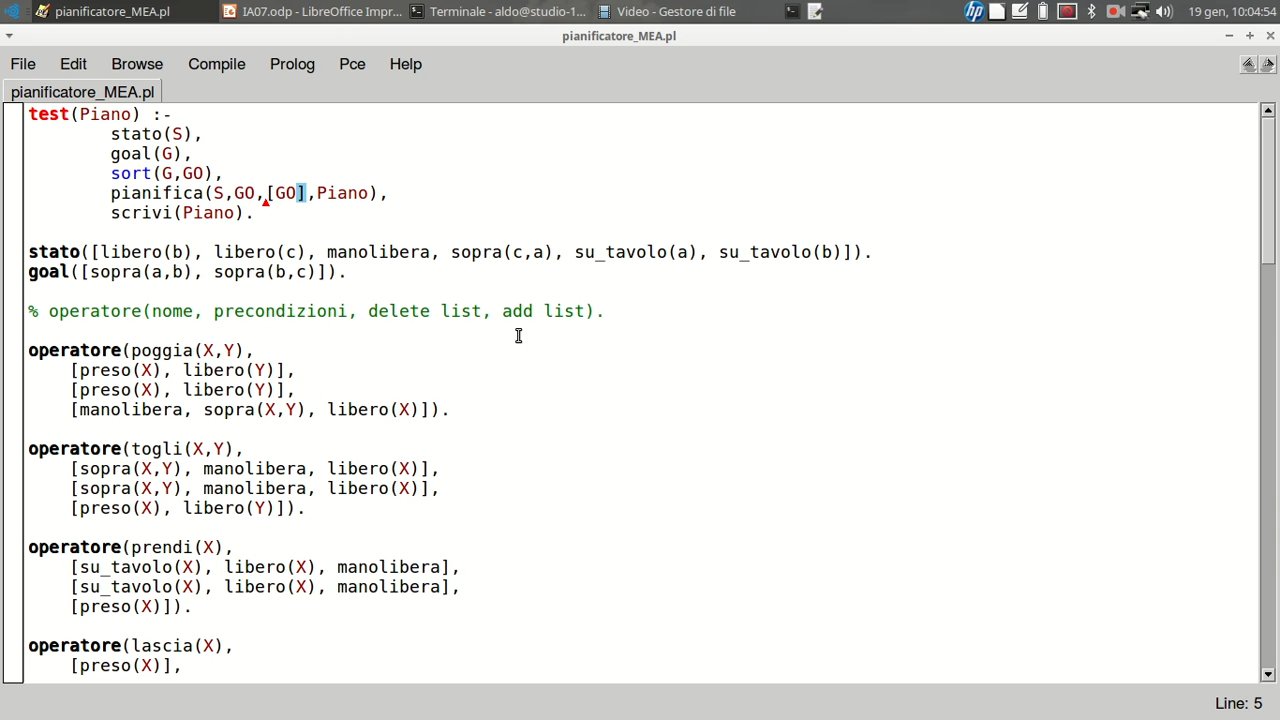 pianificatore_MEA.pl
IA07.odp - LibreOffice Impr...
Terminale - aldo@studio-1...
Video - Gestore di file
19 gen, 10:04:54
pianificatore_MEA.pl
File Edit Browse Compile Prolog Pce Help
pianificatore_MEA.pl
test(Piano) :-
stato(S),
goal(G),
sort(G,GO),
pianifica(S,GO,[GO],Piano),
scrivi(Piano).
stato([libero(b), libero(c), manolibera, sopra(c,a), su_tavolo(a), su_tavolo(b)]).
goal([sopra(a,b), sopra(b,c)]).
% operatore(nome, precondizioni, delete list, add list).
operatore(poggia(X,Y),
[preso(X), libero(Y)],
[preso(X), libero(Y)],
[manolibera, sopra(X,Y), libero(X)]).
operatore(togli(X,Y),
[sopra(X,Y), manolibera, libero(X)],
[sopra(X,Y), manolibera, libero(X)],
[preso(X), libero(Y)]).
operatore(prendi(X),
[su_tavolo(X), libero(X), manolibera],
[su_tavolo(X), libero(X), manolibera],
[preso(X)]).
operatore(lascia(X),
[preso(X)],
Line: 5